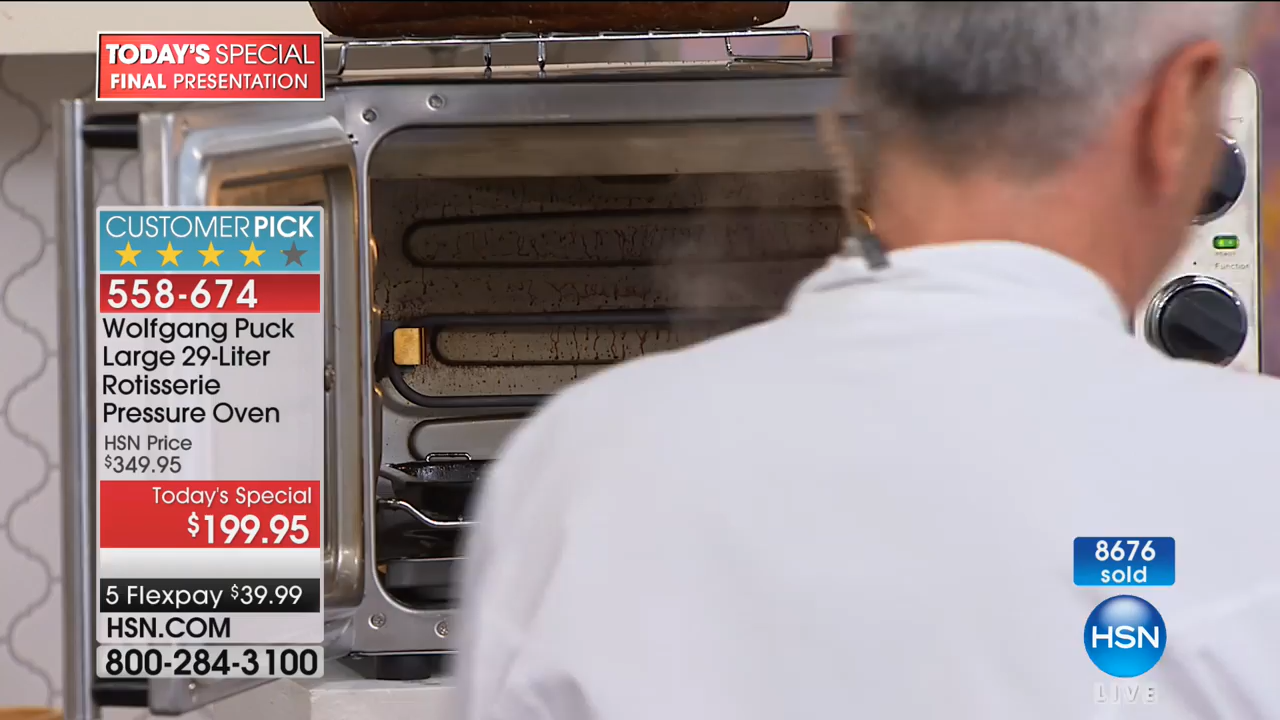 TODAY'S SPECIAL
FINAL PRESENTATION
CUSTOMER PICK
558-674
Wolfgang Puck
Large 29-Liter
Rotisserie
Pressure Oven
HSN Price
$349.95
Today's Special
$199.95
5 Flexpay $39.99
HSN.COM
800-284-3100
Function
8676
sold
HSN
LIVE